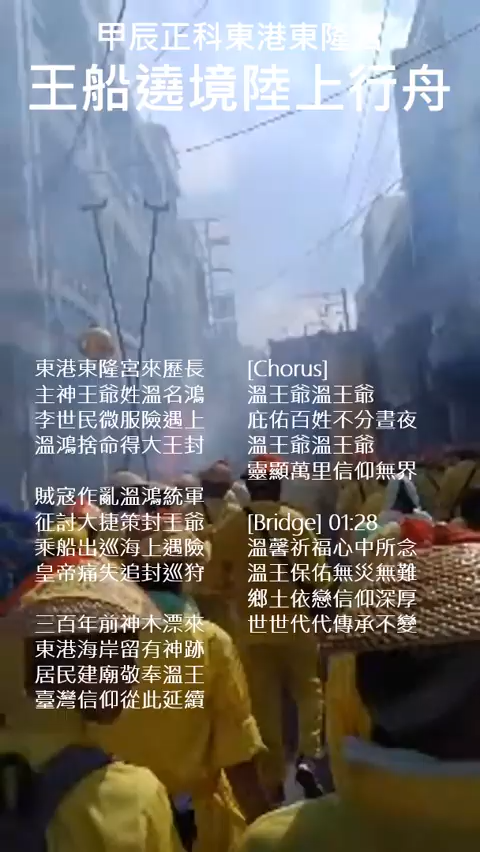 甲辰正科東港東隆宮
王船遶境陸上行舟
東港東隆宮來歷長
主神王爺姓溫名鴻
李世民微服險遇上
溫鴻捨命得大王封
賊寇作亂溫鴻統軍
征討大捷策封王爺
乘船出巡海上遇險
皇帝痛失追封巡狩
三百年前神木漂來
東港海岸留有神跡
居民建廟敬奉溫王
臺灣信仰從此延續
[Chorus]
溫王爺溫王爺
庇佑百姓不分晝夜
溫王爺溫王爺
靈顯萬里信仰無界
[Bridge] 01:28
溫馨祈福心中所念
溫王保佑無災無難
鄉土依戀信仰深厚
世世代代傳承不變